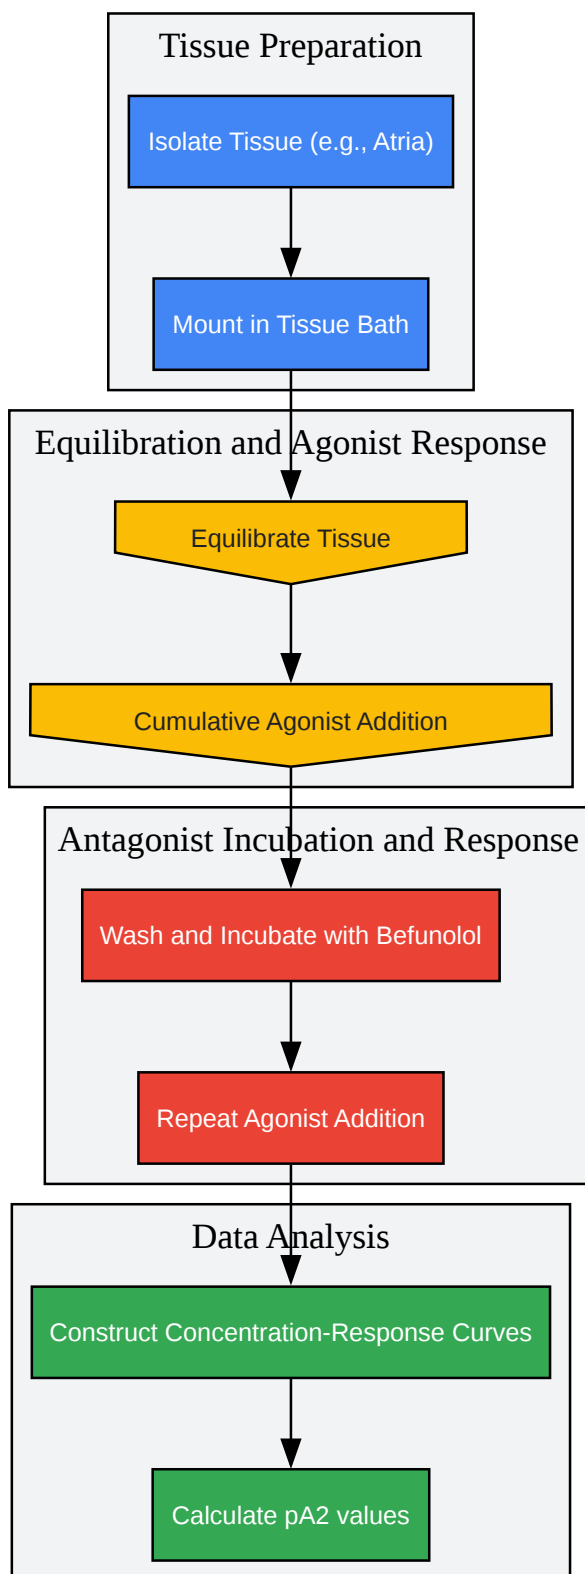 Tissue Preparation
Isolate Tissue (e.g., Atria)
Mount in Tissue Bath
Equilibration and Agonist Response
Equilibrate Tissue
Cumulative Agonist Addition
Antagonist Incubation and Response
Wash and Incubate with Befunolol
Repeat Agonist Addition
Data Analysis
Construct Concentration-Response Curves
Calculate pA2 values